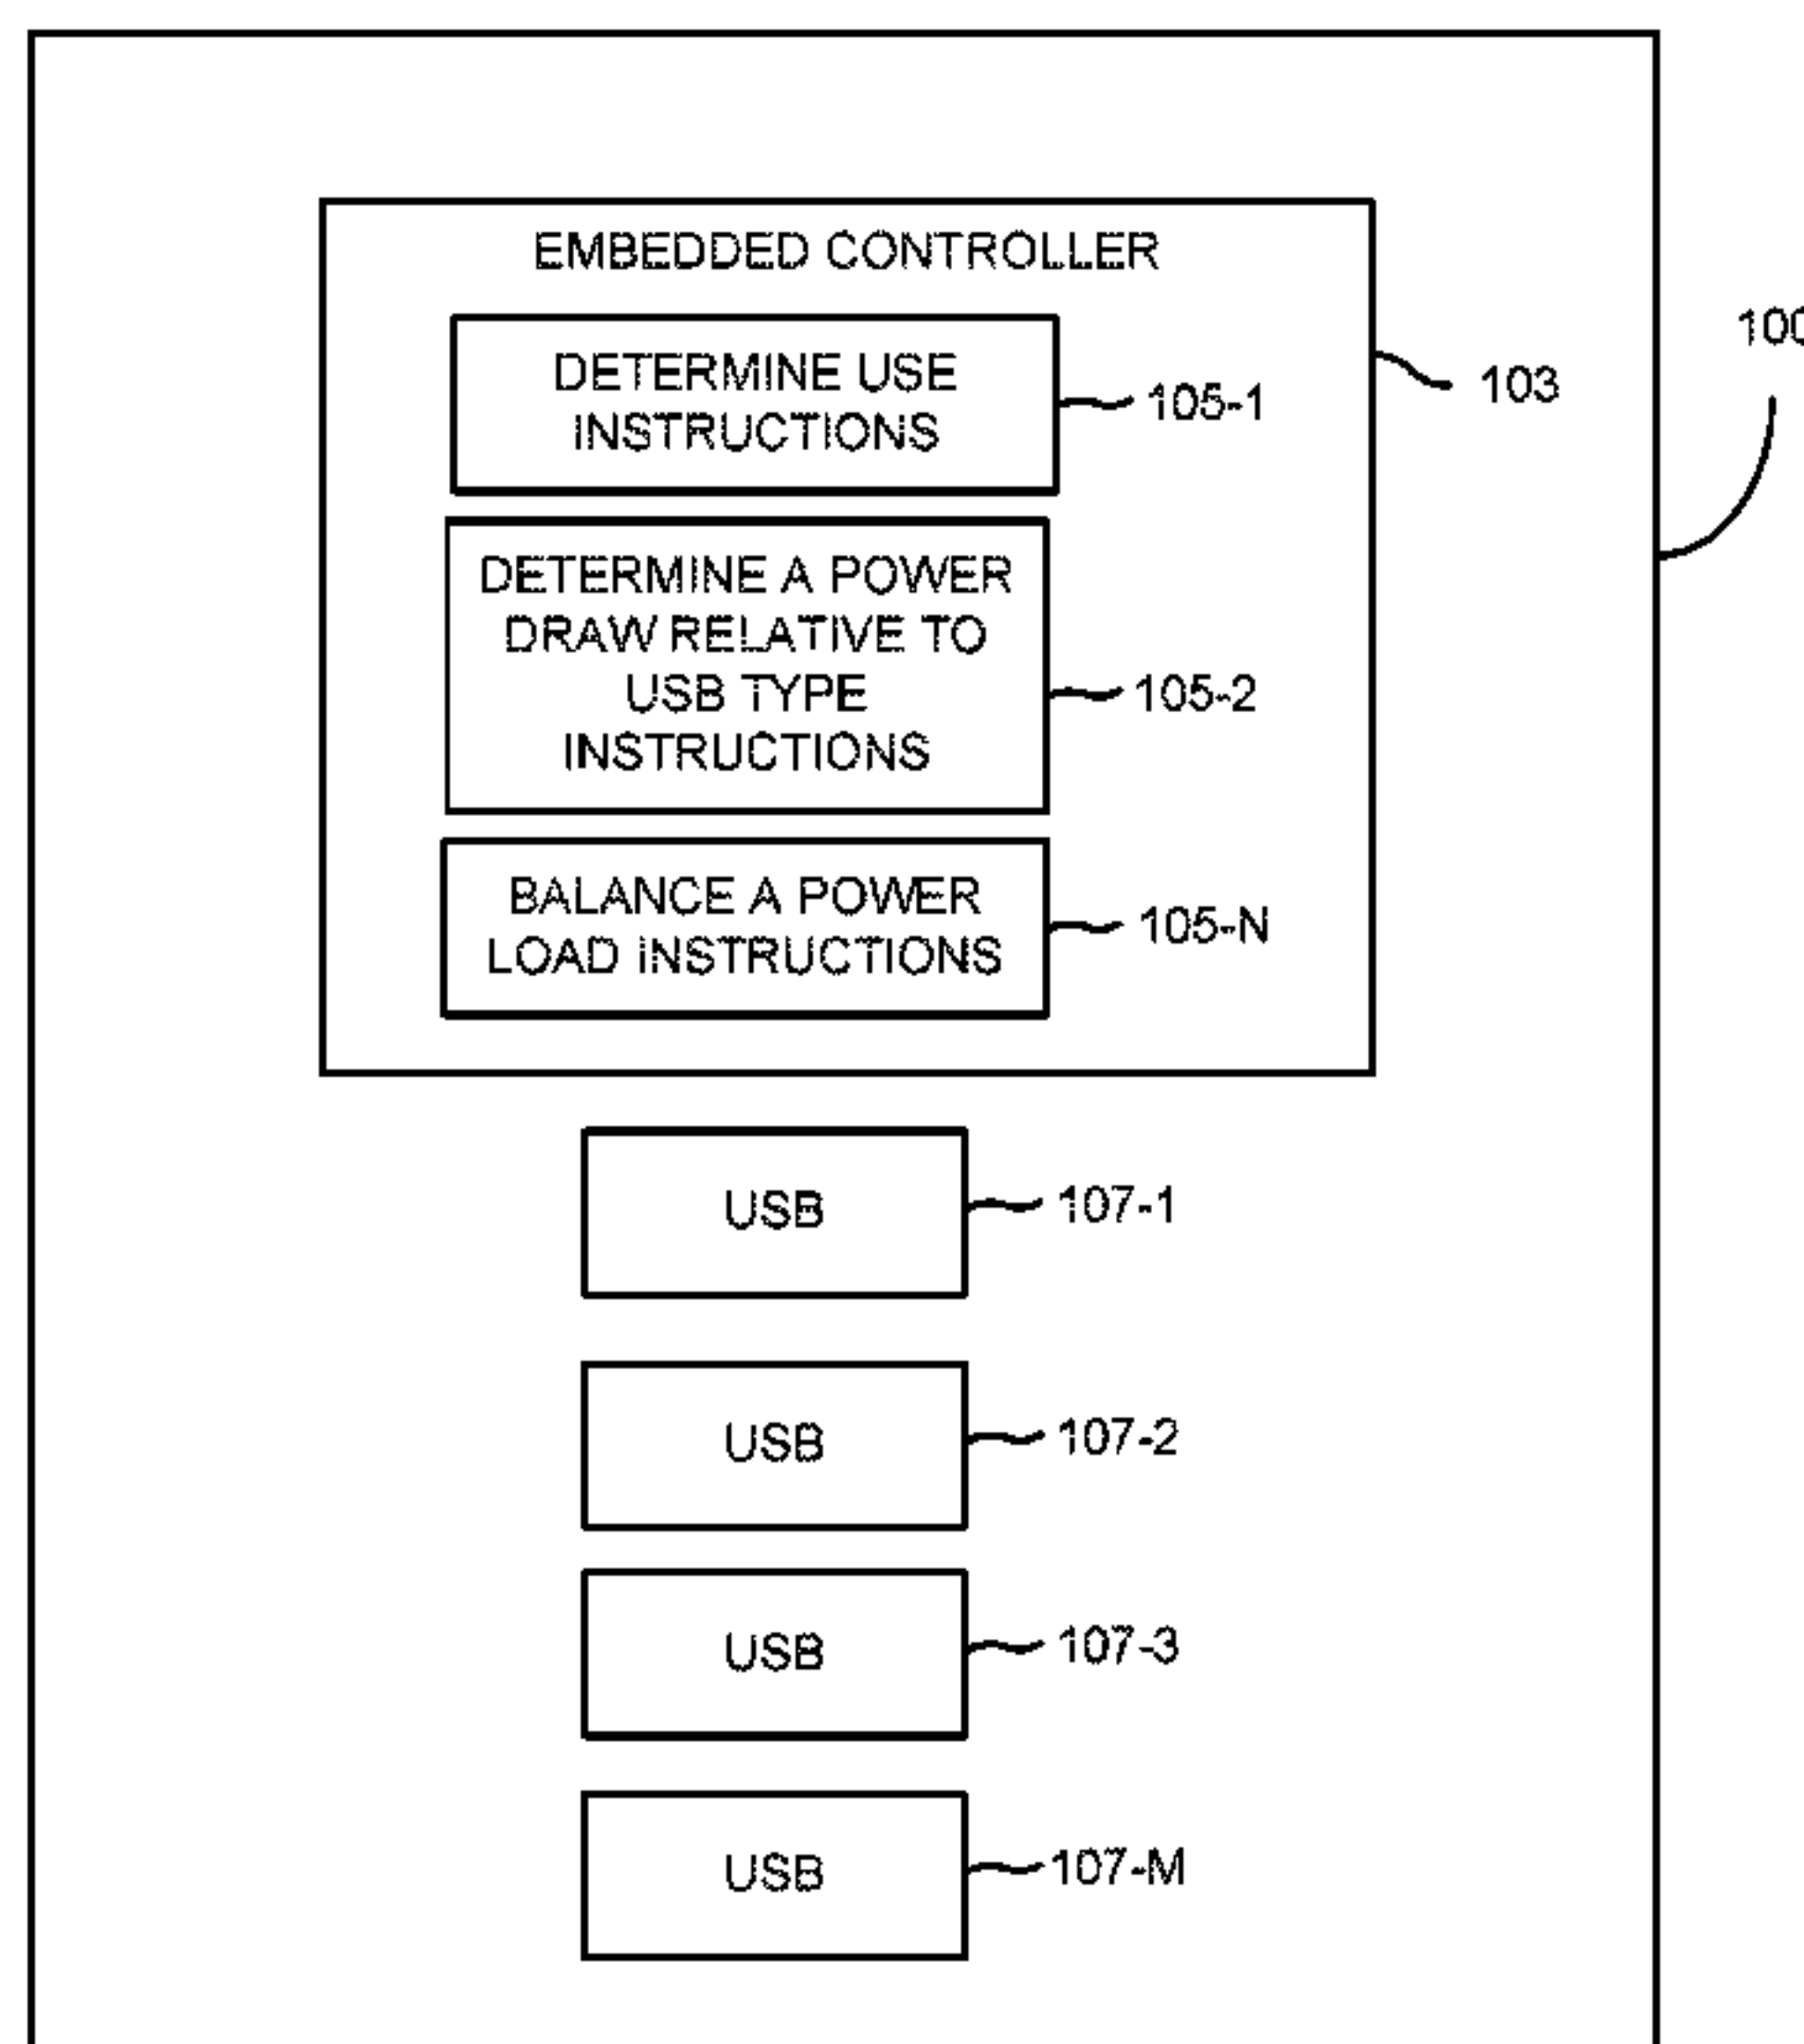 EMBEDDED CONTROLLER
DETERMINE USE
INSTRUCTIONS
105-1
103
100
DETERMINE A POWER
DRAW RELATIVE TO
USB TYPE
INSTRUCTIONS
105-2
BALANCE A POWER
LOAD INSTRUCTIONS
105-N
USB
107-1
USB
107-2
USB
107-3
USB
107-M